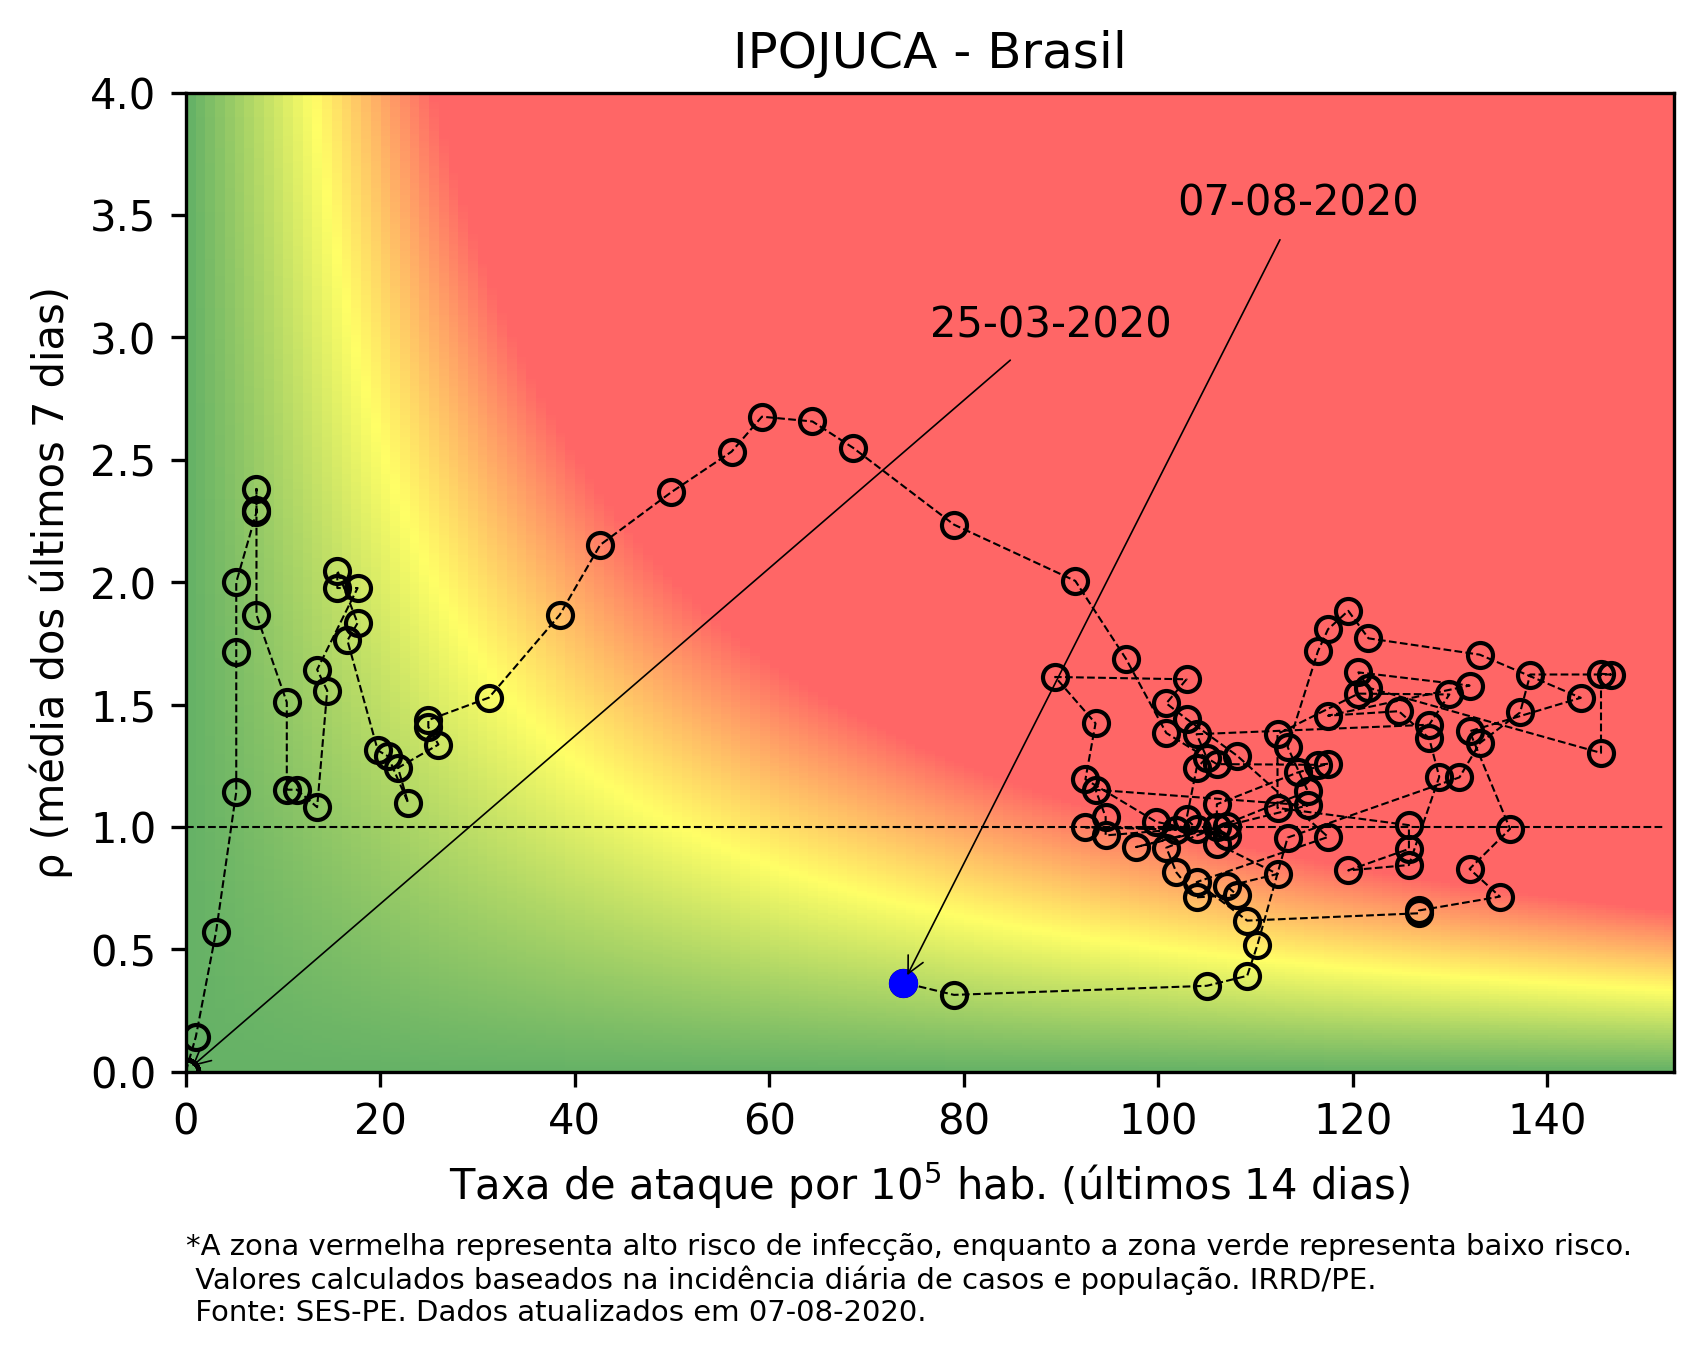 IPOJUCA - Brasil
4.0
3.5
3.0
2.5
2.0
1.5
1.0
0.5
0.0
ρ (média dos últimos 7 dias)
07-08-2020
25-03-2020
0 20 40 60 80 100 120 140
Taxa de ataque por 10⁵ hab. (últimos 14 dias)
*A zona vermelha representa alto risco de infecção, enquanto a zona verde representa baixo risco.
Valores calculados baseados na incidência diária de casos e população. IRRD/PE.
Fonte: SES-PE. Dados atualizados em 07-08-2020.